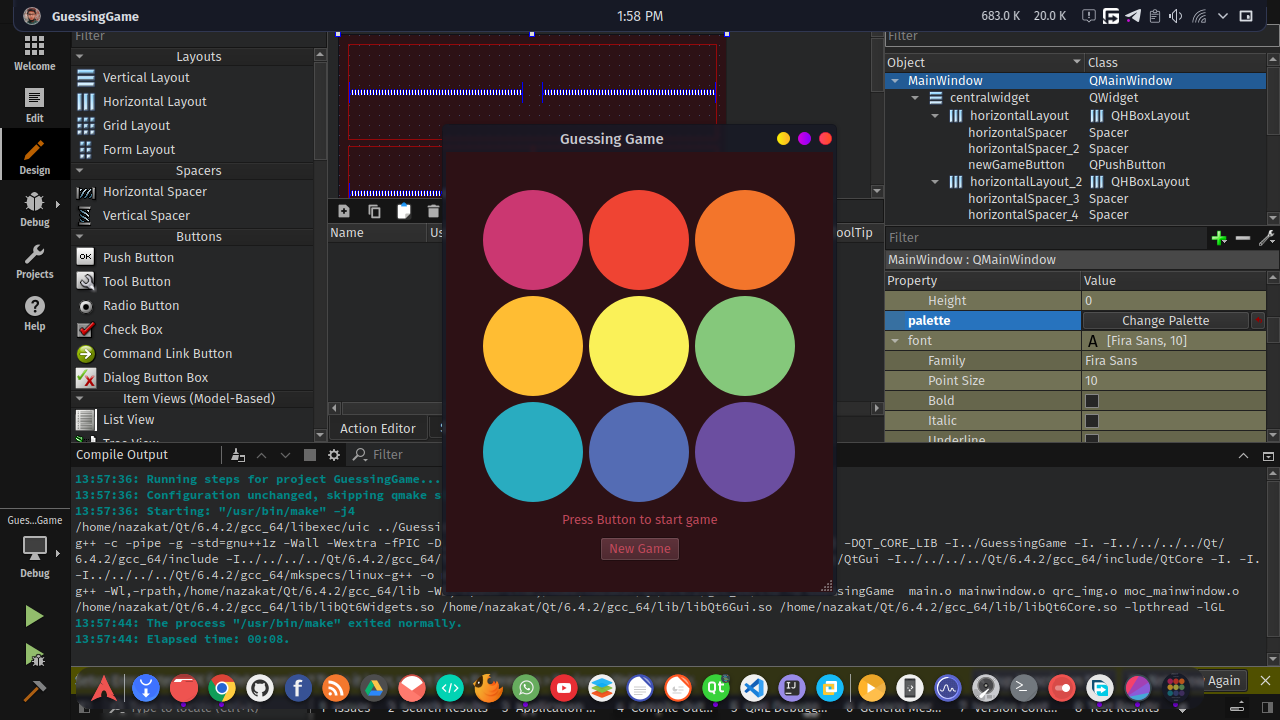 GuessingGame
1:58 PM
683.0 K 20.0 K
Welcome
Edit
Design
Debug
Projects
Help
Gues...Game
Debug
Filter
Layouts
Vertical Layout
Horizontal Layout
Grid Layout
Form Layout
Spacers
Horizontal Spacer
Vertical Spacer
Buttons
OK Push Button
Tool Button
Radio Button
Check Box
Command Link Button
Dialog Button Box
Item Views (Model-Based)
List View
Name
Action Editor
Guessing Game
Press Button to start game
New Game
Filter
Object Class
MainWindow QMainWindow
centralwidget QWidget
horizontalLayout QHBoxLayout
horizontalSpacer Spacer
horizontalSpacer_2 Spacer
newGameButton QPushButton
horizontalLayout_2 QHBoxLayout
horizontalSpacer_3 Spacer
horizontalSpacer_4 Spacer
Filter
MainWindow : QMainWindow
Property Value
Height 0
palette Change Palette
font A [Fira Sans, 10]
Family Fira Sans
Point Size 10
Bold
Italic
Underline
Compile Output Filter
13:57:36: Running steps for project GuessingGame...
13:57:36: Configuration unchanged, skipping qmake s
13:57:36: Starting: "/usr/bin/make" -j4
/home/nazakat/Qt/6.4.2/gcc_64/libexec/uic ../Guessi
g++ -c -pipe -g -std=gnu++1z -Wall -Wextra -fPIC -D -DQT_CORE_LIB -I../GuessingGame -I. -I../../../../Qt/
6.4.2/gcc_64/include -I../../../../Qt/6.4.2/gcc_64/ QtGui -I../../../../Qt/6.4.2/gcc_64/include/QtCore -I. -I.
-I../../../../Qt/6.4.2/gcc_64/mkspecs/linux-g++ -o
g++ -Wl,-rpath,/home/nazakat/Qt/6.4.2/gcc_64/lib -W singGame main.o mainwindow.o qrc_img.o moc_mainwindow.o
/home/nazakat/Qt/6.4.2/gcc_64/lib/libQt6Widgets.so /home/nazakat/Qt/6.4.2/gcc_64/lib/libQt6Gui.so /home/nazakat/Qt/6.4.2/gcc_64/lib/libQt6Core.so -lpthread -lGL
13:57:44: The process "/usr/bin/make" exited normally.
13:57:44: Elapsed time: 00:08.
Again